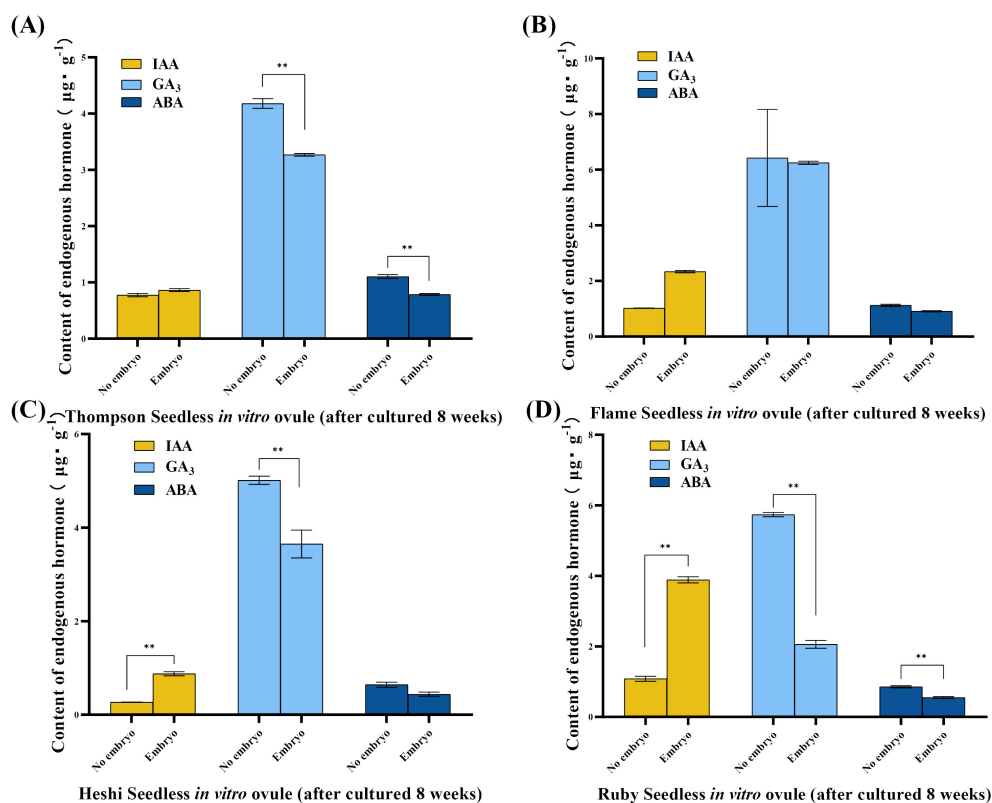 (A)
Content of endogenous hormone ( μg· g⁻¹)
5
4
3
2
1
0
IAA
GA₃
ABA
**
**
No embryo
Embryo
No embryo
Embryo
No embryo
Embryo
Thompson Seedless in vitro ovule (after cultured 8 weeks)
(B)
Content of endogenous hormone ( μg· g⁻¹)
10
8
6
4
2
0
IAA
GA₃
ABA
No embryo
Embryo
No embryo
Embryo
No embryo
Embryo
Flame Seedless in vitro ovule (after cultured 8 weeks)
(C)
Content of endogenous hormone ( μg· g⁻¹)
6
4
2
0
IAA
GA₃
ABA
**
**
No embryo
Embryo
No embryo
Embryo
No embryo
Embryo
Heshi Seedless in vitro ovule (after cultured 8 weeks)
(D)
Content of endogenous hormone ( μg· g⁻¹)
8
6
4
2
0
IAA
GA₃
ABA
**
**
**
No embryo
Embryo
No embryo
Embryo
No embryo
Embryo
Ruby Seedless in vitro ovule (after cultured 8 weeks)